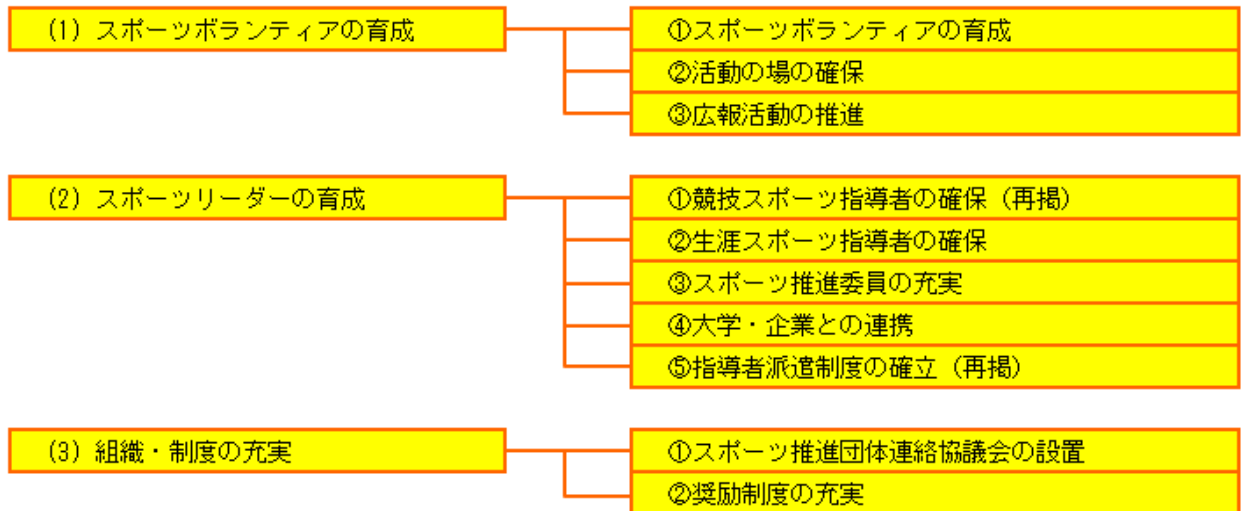 (1) スポーツボランティアの育成
①スポーツボランティアの育成
②活動の場の確保
③広報活動の推進
(2) スポーツリーダーの育成
①競技スポーツ指導者の確保（再掲）
②生涯スポーツ指導者の確保
③スポーツ推進委員の充実
④大学・企業との連携
⑤指導者派遣制度の確立（再掲）
(3) 組織・制度の充実
①スポーツ推進団体連絡協議会の設置
②奨励制度の充実